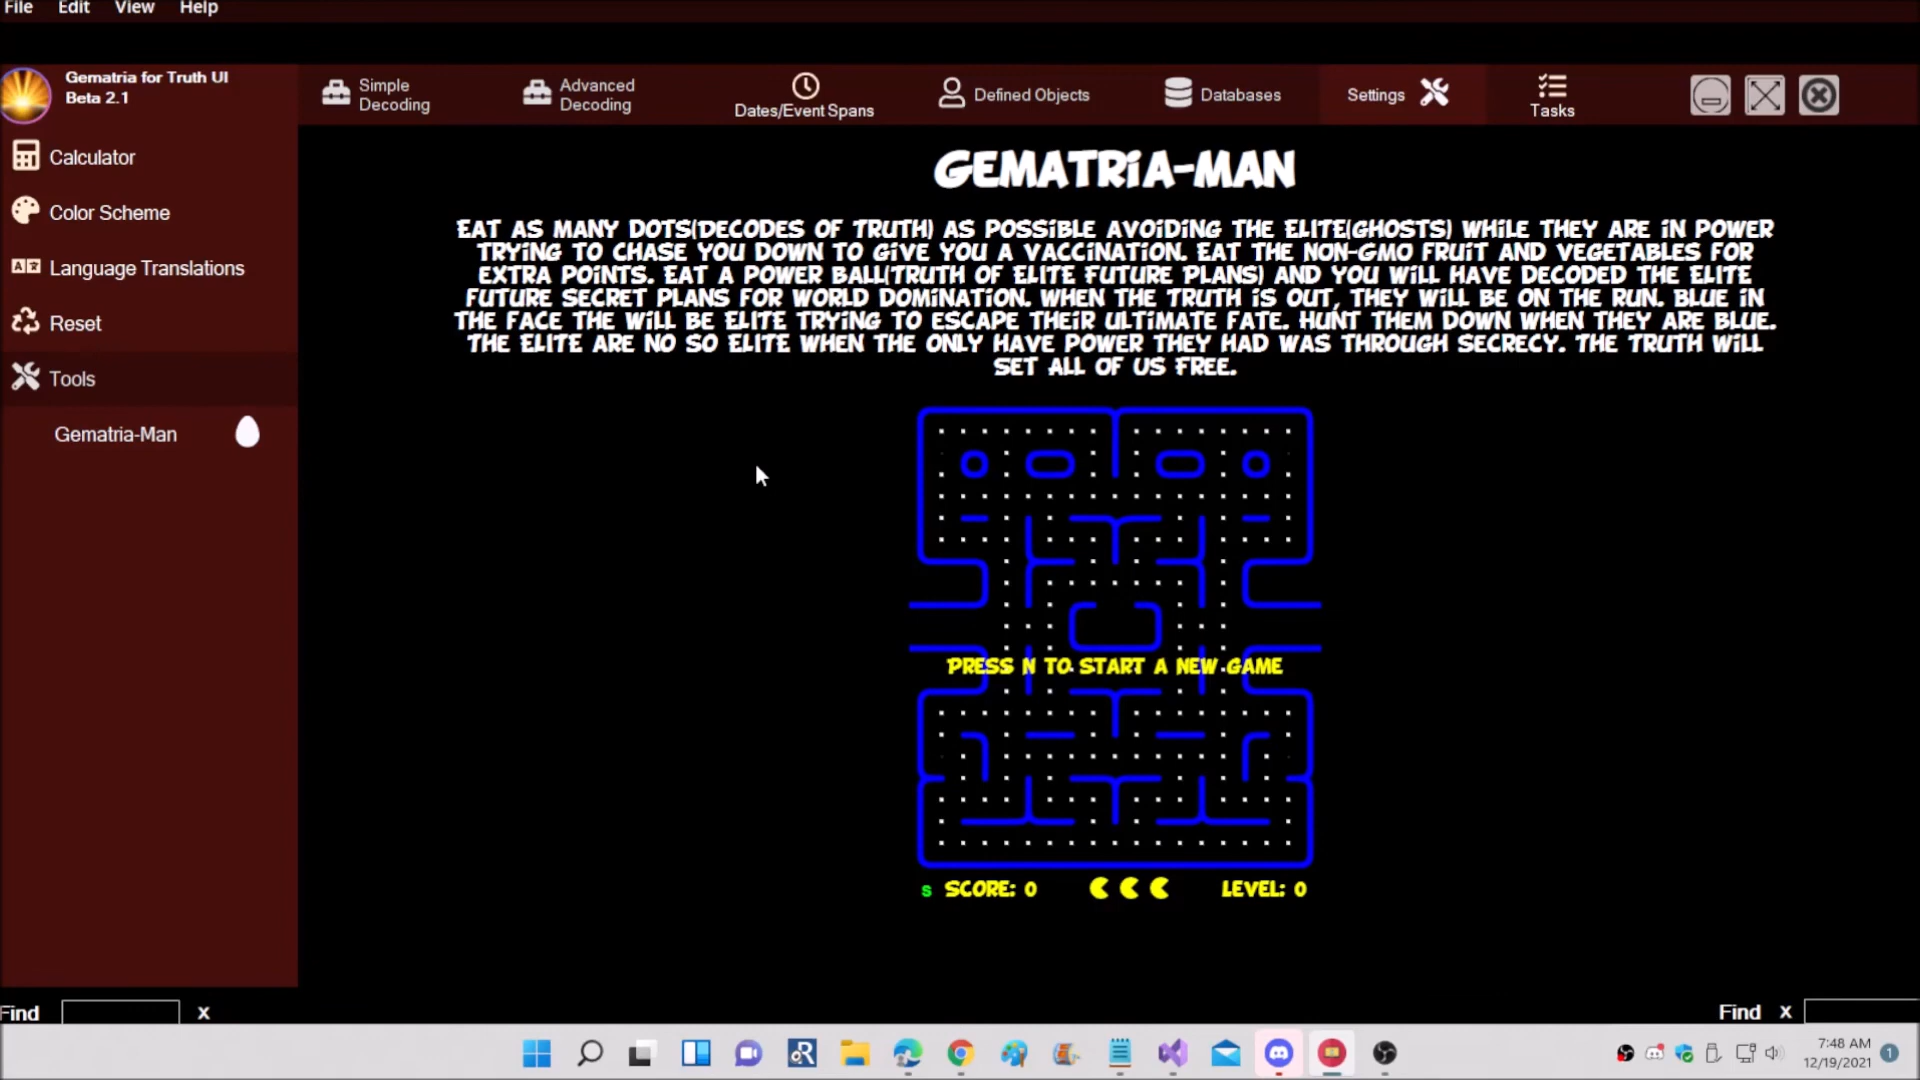 File Edit View Help
Gematria for Truth UI
Beta 2.1
Simple
Decoding
Advanced
Decoding
Dates/Event Spans
Defined Objects
Databases
Settings
Tasks
Calculator
Color Scheme
Language Translations
Reset
Tools
Gematria-Man
GEMATRIA-MAN
EAT AS MANY DOTS(DECODES OF TRUTH) AS POSSIBLE AVOIDING THE ELITE(GHOSTS) WHILE THEY ARE IN POWER
TRYING TO CHASE YOU DOWN TO GIVE YOU A VACCINATION. EAT THE NON-GMO FRUIT AND VEGETABLES FOR
EXTRA POINTS. EAT A POWER BALL(TRUTH OF ELITE FUTURE PLANS) AND YOU WILL HAVE DECODED THE ELITE
FUTURE SECRET PLANS FOR WORLD DOMINATION. WHEN THE TRUTH IS OUT, THEY WILL BE ON THE RUN. BLUE IN
THE FACE THE WILL BE ELITE TRYING TO ESCAPE THEIR ULTIMATE FATE. HUNT THEM DOWN WHEN THEY ARE BLUE.
THE ELITE ARE NO SO ELITE WHEN THE ONLY HAVE POWER THEY HAD WAS THROUGH SECRECY. THE TRUTH WILL
SET ALL OF US FREE.
PRESS N TO START A NEW GAME
s SCORE: 0 LEVEL: 0
Find x
Find x
7:48 AM
12/19/2021
1